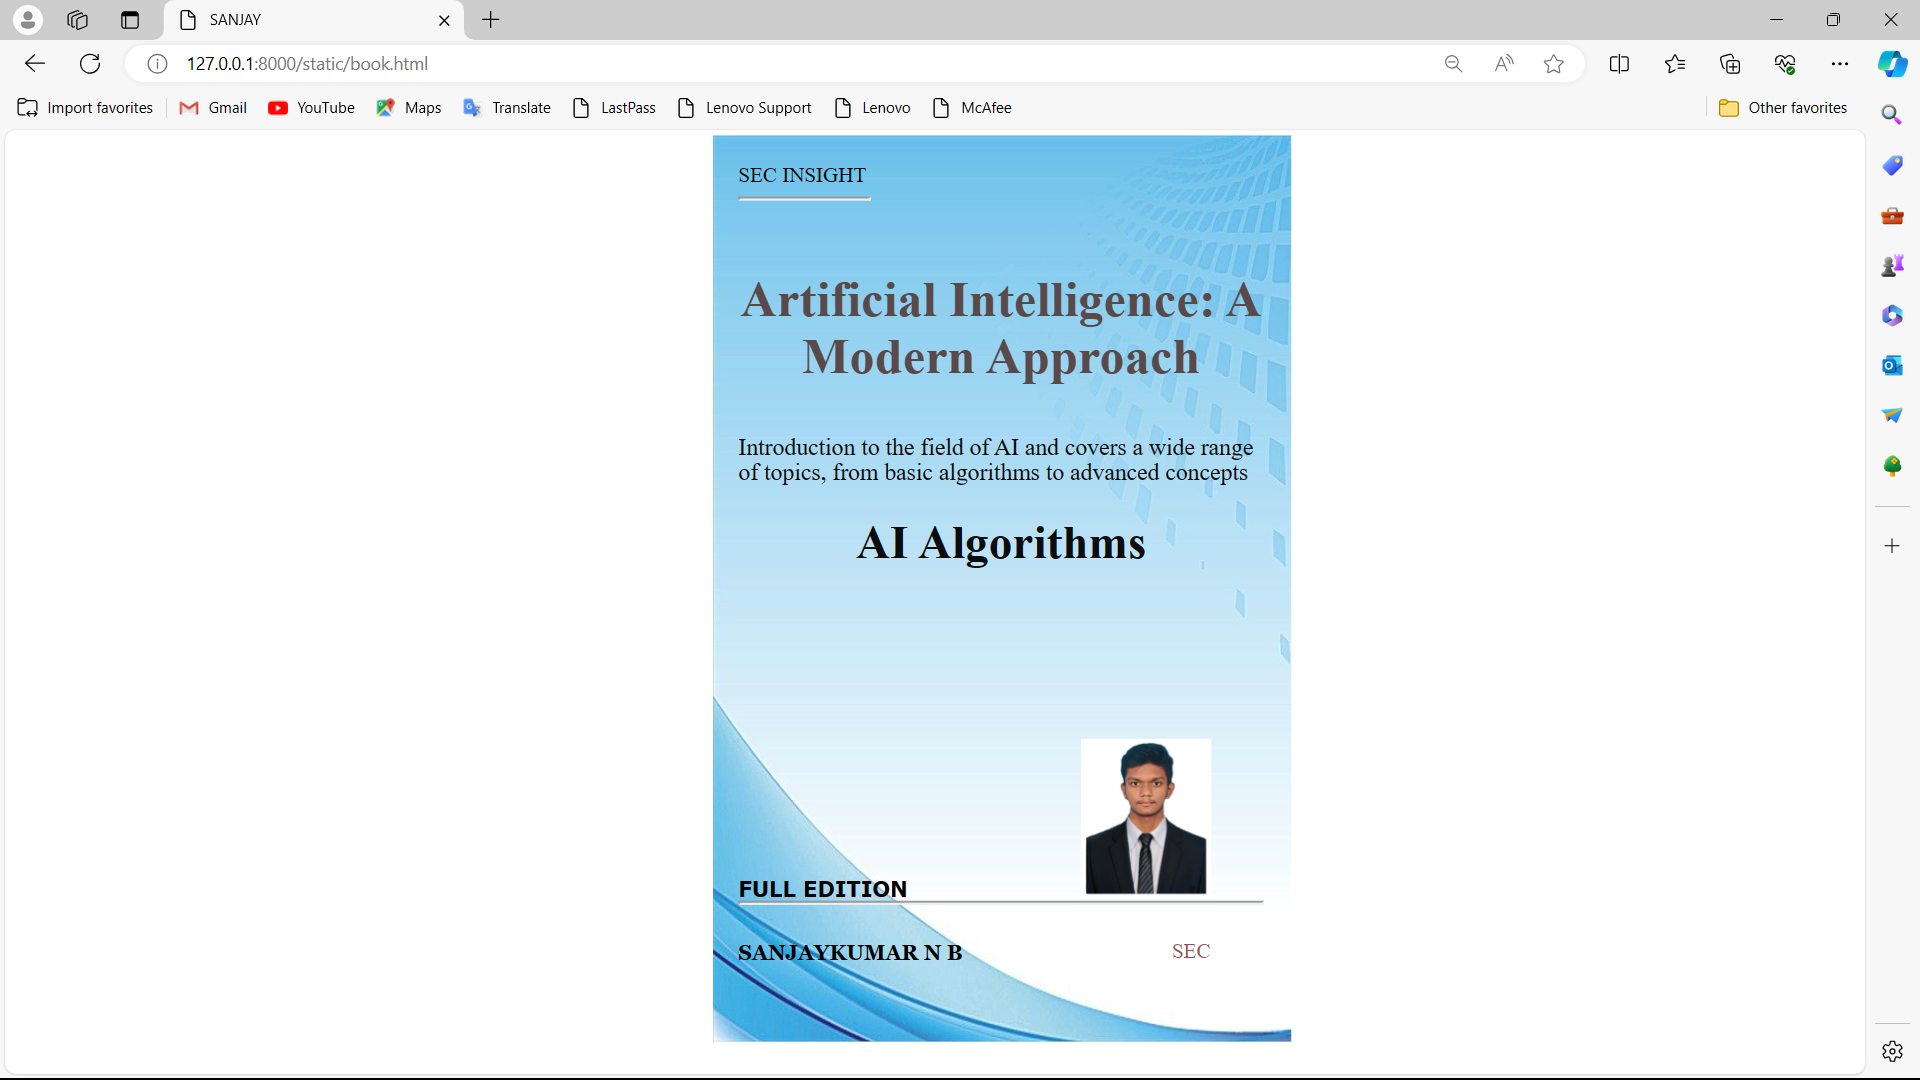 SANJAY
127.0.0.1:8000/static/book.html
Import favorites
Gmail
YouTube
Maps
Translate
LastPass
Lenovo Support
Lenovo
McAfee
Other favorites
SEC INSIGHT
Artificial Intelligence: A
Modern Approach
Introduction to the field of AI and covers a wide range
of topics, from basic algorithms to advanced concepts
AI Algorithms
FULL EDITION
SANJAYKUMAR N B
SEC